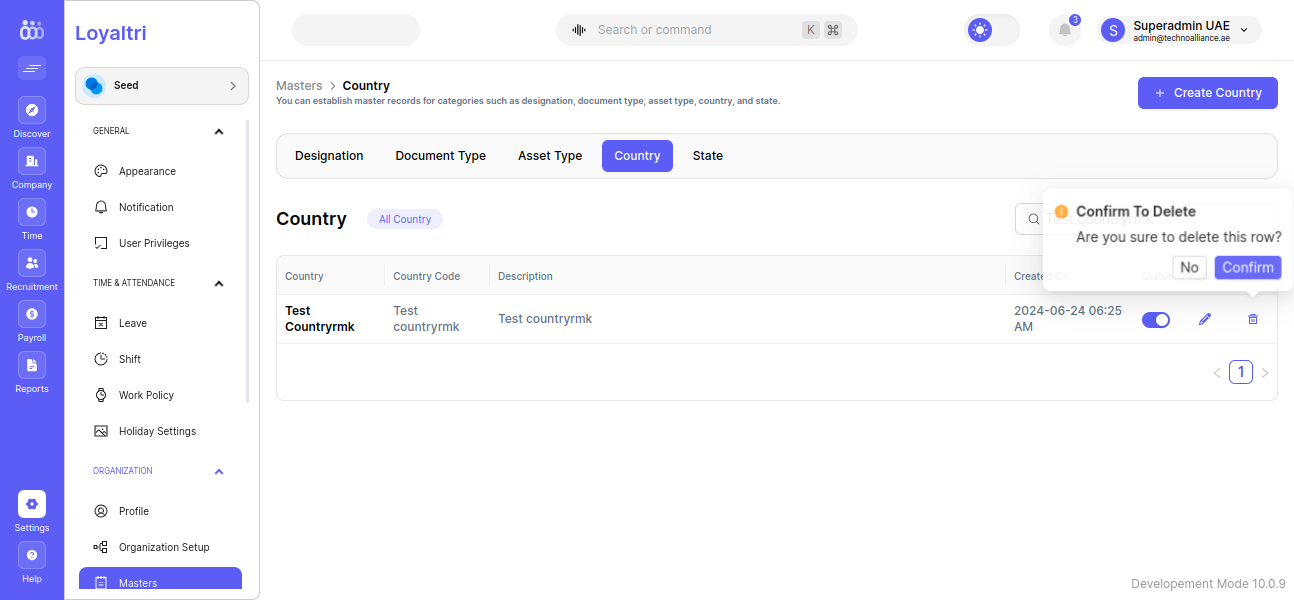 Loyaltri
Seed
Discover
Company
Time
Recruitment
Payroll
Reports
Settings
Help
GENERAL
Appearance
Notification
User Privileges
TIME & ATTENDANCE
Leave
Shift
Work Policy
Holiday Settings
ORGANIZATION
Profile
Organization Setup
Masters
Search or command
K ⌘
3
S
Superadmin UAE
admin@technoalliance.ae
Masters > Country
You can establish master records for categories such as designation, document type, asset type, country, and state.
+ Create Country
Designation Document Type Asset Type Country State
Country All Country
Test countryrmk
Confirm To Delete
Are you sure to delete this row?
No Confirm
Country Country Code Description Created On Status
Test Countryrmk
Test countryrmk
Test countryrmk
2024-06-24 06:25 AM
< 1 >
Developement Mode 10.0.9